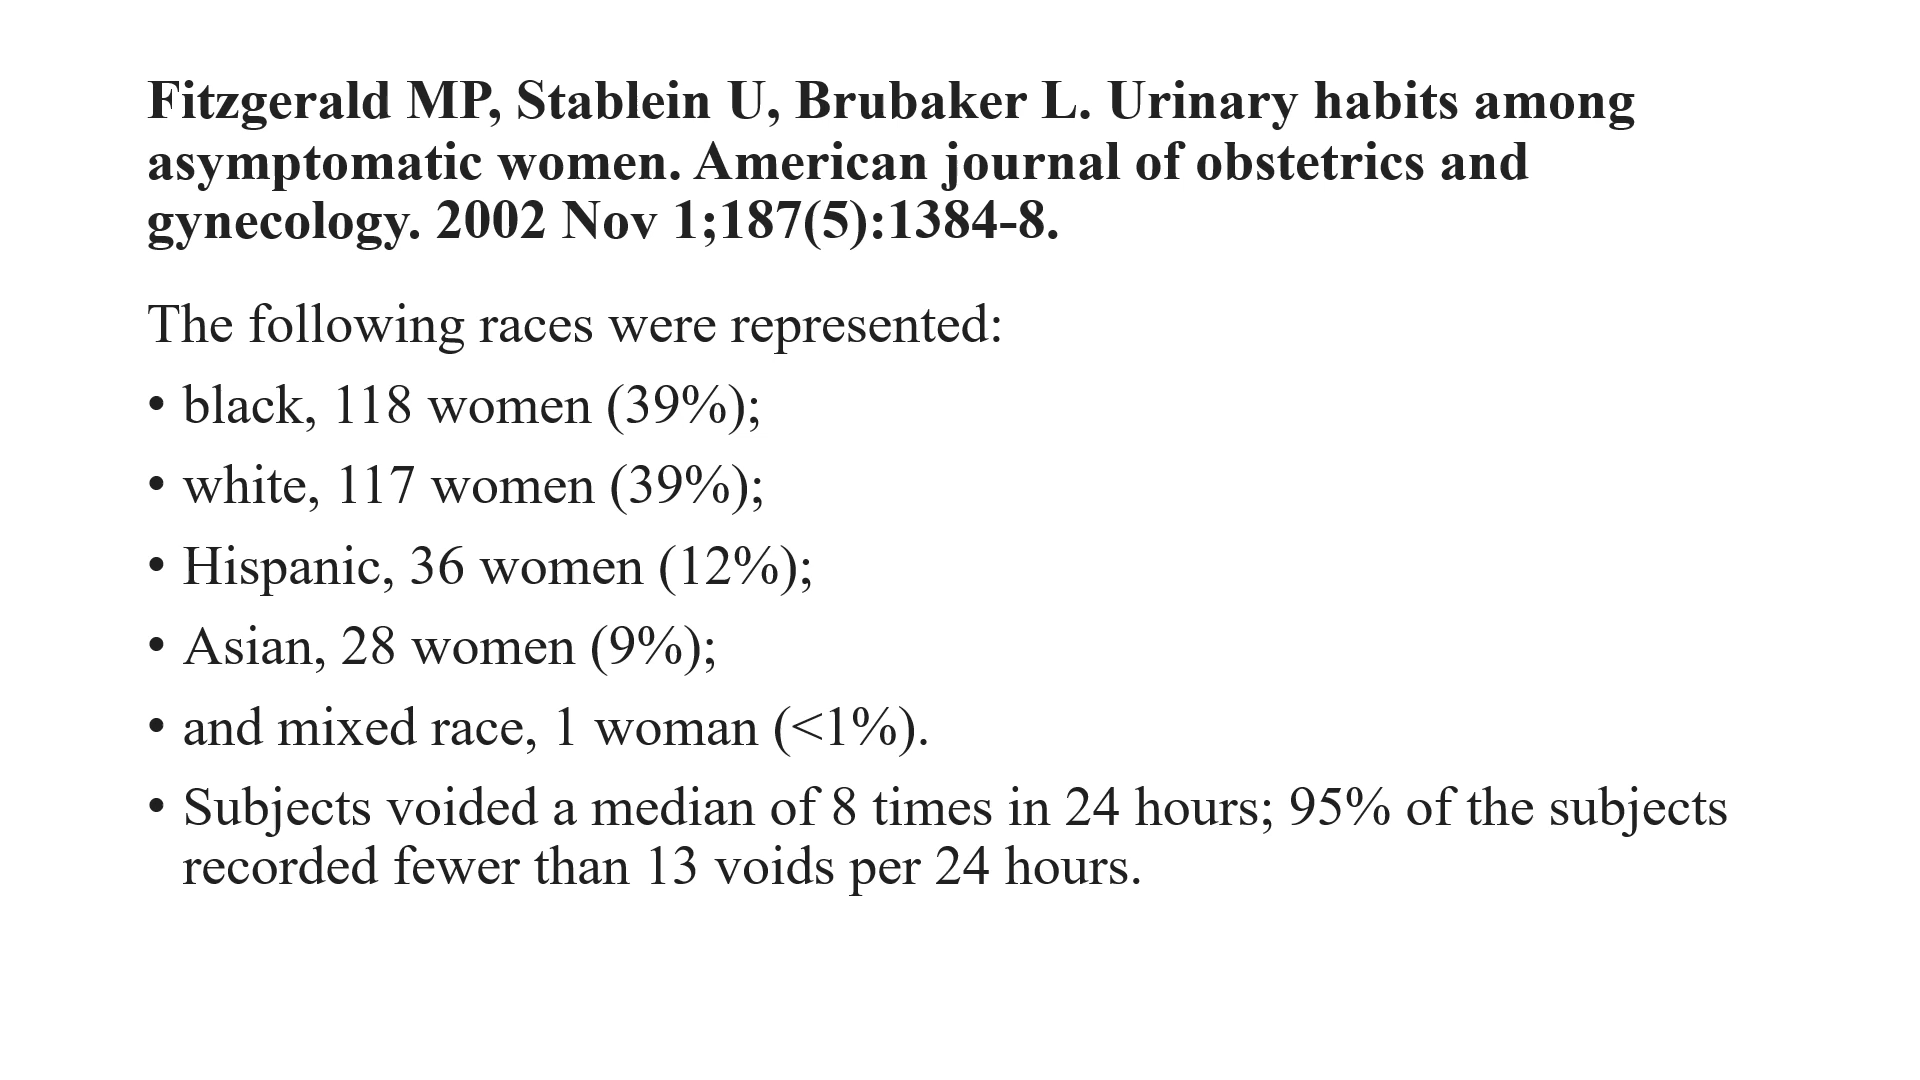 Fitzgerald MP, Stablein U, Brubaker L. Urinary habits among
asymptomatic women. American journal of obstetrics and
gynecology. 2002 Nov 1;187(5):1384-8.
The following races were represented:
• black, 118 women (39%);
• white, 117 women (39%);
• Hispanic, 36 women (12%);
• Asian, 28 women (9%);
• and mixed race, 1 woman (<1%).
• Subjects voided a median of 8 times in 24 hours; 95% of the subjects
recorded fewer than 13 voids per 24 hours.